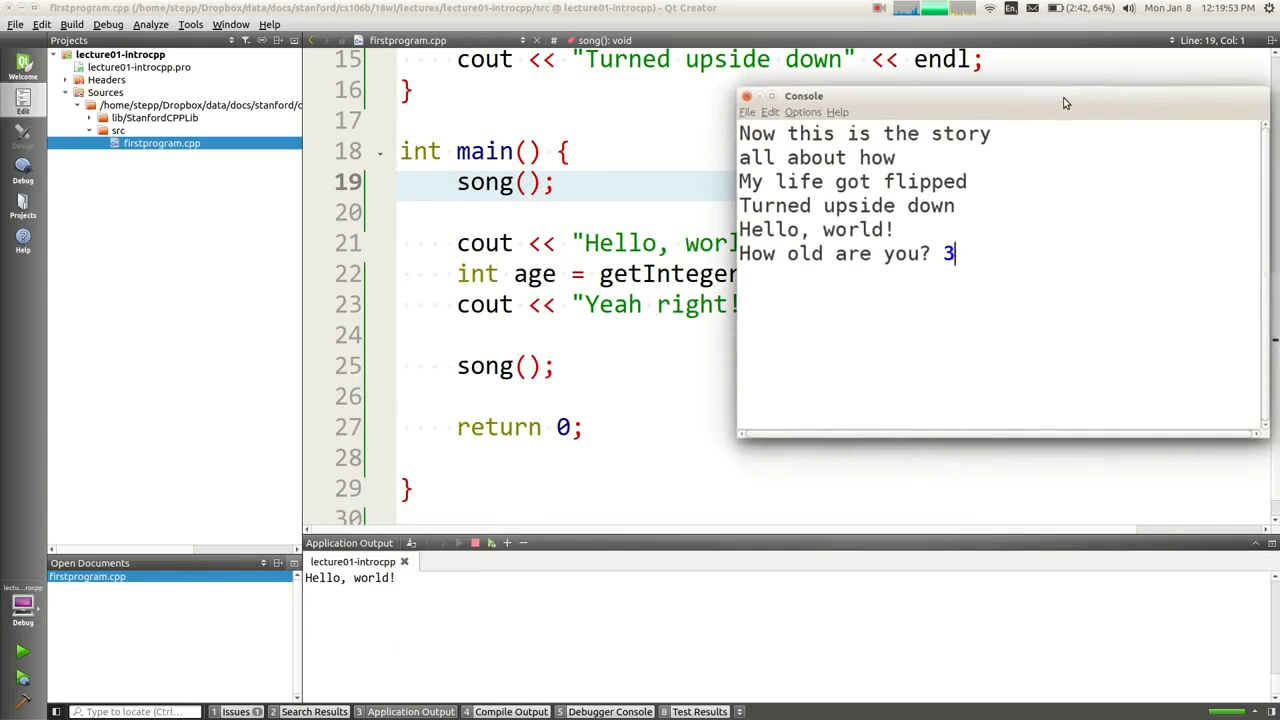 firstprogram.cpp (~/stepp/Dropbox/data/docs/stanford/cs106b/18wi/lectures/lecture01-introcpp/src @ lecture01-introcpp) - Qt Creator
En
(2:42, 64%)
Mon Jan 8
12:19:53 PM
File Edit Build Debug Analyze Tools Window Help
Projects
firstprogram.cpp
#
song(): void
Line: 19, Col: 1
lecture01-introcpp
lecture01-introcpp.pro
Headers
Sources
/home/stepp/Dropbox/data/docs/stanford/c
lib/StanfordCPPLib
src
firstprogram.cpp
Welcome
Edit
Design
Debug
Projects
Help
15 cout << "Turned upside down" << endl;
16 }
17
18 int main() {
19 song();
20
21 cout << "Hello, worl
22 int age = getInteger
23 cout << "Yeah right!
24
25 song();
26
27 return 0;
28
29 }
30
Console
File Edit Options Help
Now this is the story
all about how
My life got flipped
Turned upside down
Hello, world!
How old are you? 3
Application Output
lecture01-introcpp
Hello, world!
Open Documents
firstprogram.cpp
Debug
Type to locate (Ctrl...
1 Issues 1
2 Search Results
3 Application Output
4 Compile Output
5 Debugger Console
8 Test Results